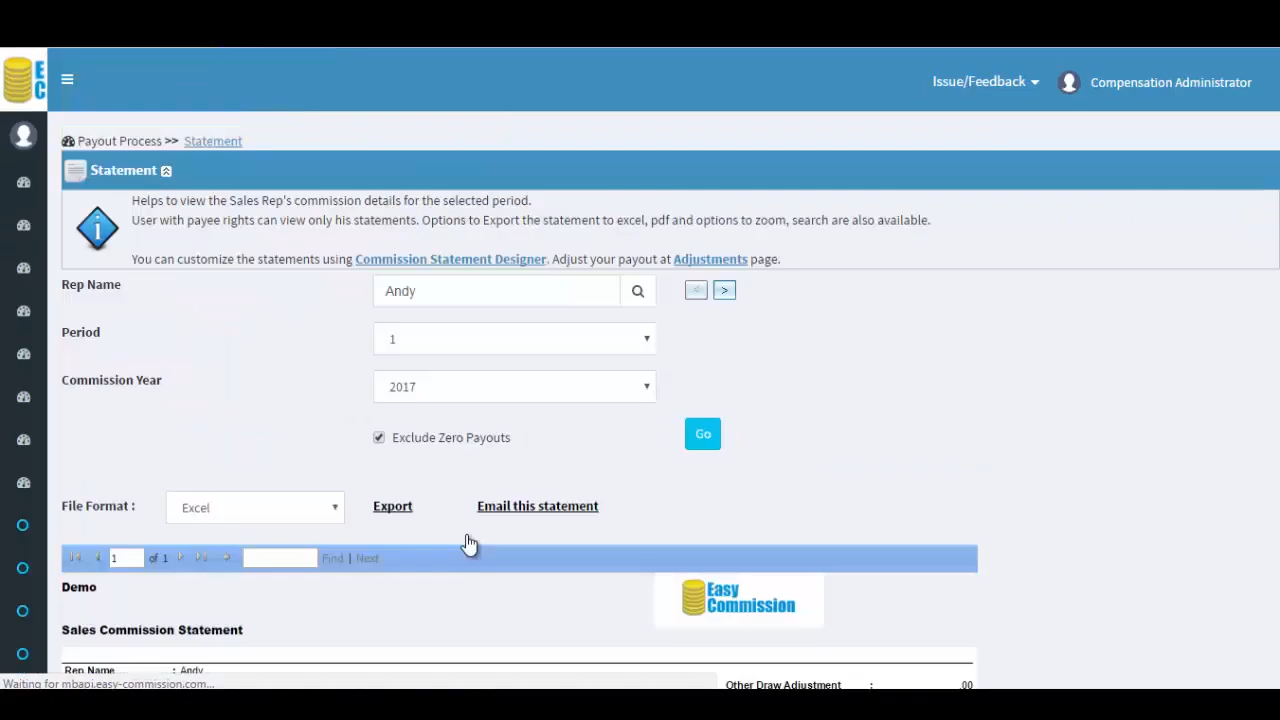 E
C
Issue/Feedback
Compensation Administrator
Payout Process >> Statement
Statement
Helps to view the Sales Rep's commission details for the selected period.
User with payee rights can view only his statements. Options to Export the statement to excel, pdf and options to zoom, search are also available.
You can customize the statements using Commission Statement Designer. Adjust your payout at Adjustments page.
Rep Name
Andy
< >
Period
1
Commission Year
2017
Exclude Zero Payouts
Go
File Format :
Excel
Export
Email this statement
1 of 1
Find | Next
Demo
Easy
Commission
Sales Commission Statement
Rep Name : Andy
Other Draw Adjustment : .00
Waiting for mbapi.easy-commission.com...